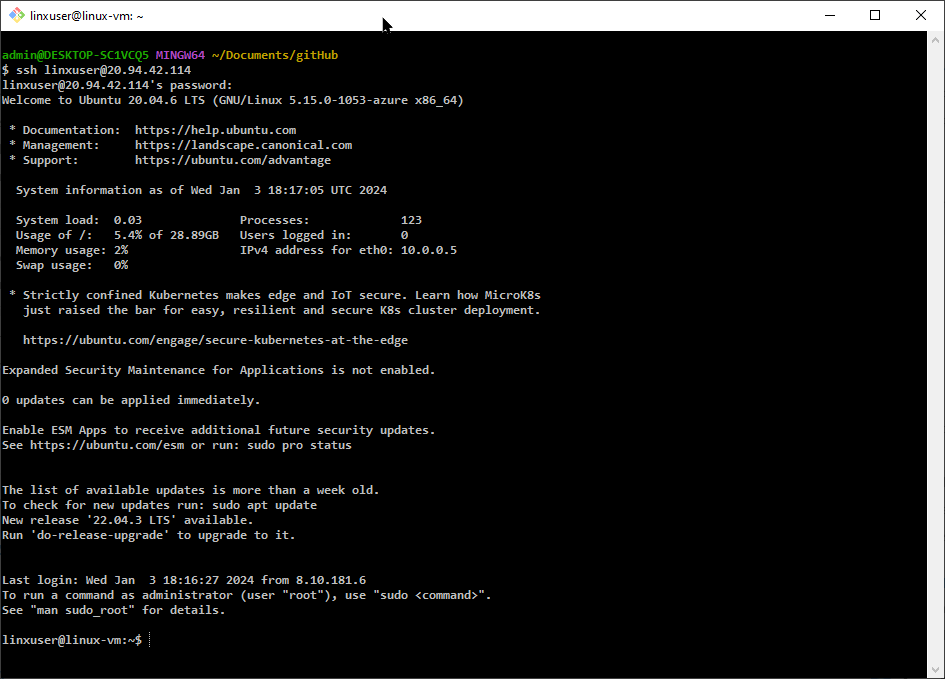 linxuser@linux-vm: ~
admin@DESKTOP-SC1VCQ5 MINGW64 ~/Documents/gitHub
$ ssh linxuser@20.94.42.114
linxuser@20.94.42.114's password:
Welcome to Ubuntu 20.04.6 LTS (GNU/Linux 5.15.0-1053-azure x86_64)

 * Documentation:  https://help.ubuntu.com
 * Management:     https://landscape.canonical.com
 * Support:        https://ubuntu.com/advantage

  System information as of Wed Jan  3 18:17:05 UTC 2024

  System load:  0.03              Processes:             123
  Usage of /:   5.4% of 28.89GB   Users logged in:       0
  Memory usage: 2%                IPv4 address for eth0: 10.0.0.5
  Swap usage:   0%

 * Strictly confined Kubernetes makes edge and IoT secure. Learn how MicroK8s
   just raised the bar for easy, resilient and secure K8s cluster deployment.

   https://ubuntu.com/engage/secure-kubernetes-at-the-edge

Expanded Security Maintenance for Applications is not enabled.

0 updates can be applied immediately.

Enable ESM Apps to receive additional future security updates.
See https://ubuntu.com/esm or run: sudo pro status


The list of available updates is more than a week old.
To check for new updates run: sudo apt update
New release '22.04.3 LTS' available.
Run 'do-release-upgrade' to upgrade to it.


Last login: Wed Jan  3 18:16:27 2024 from 8.10.181.6
To run a command as administrator (user "root"), use "sudo <command>".
See "man sudo_root" for details.

linxuser@linux-vm:~$